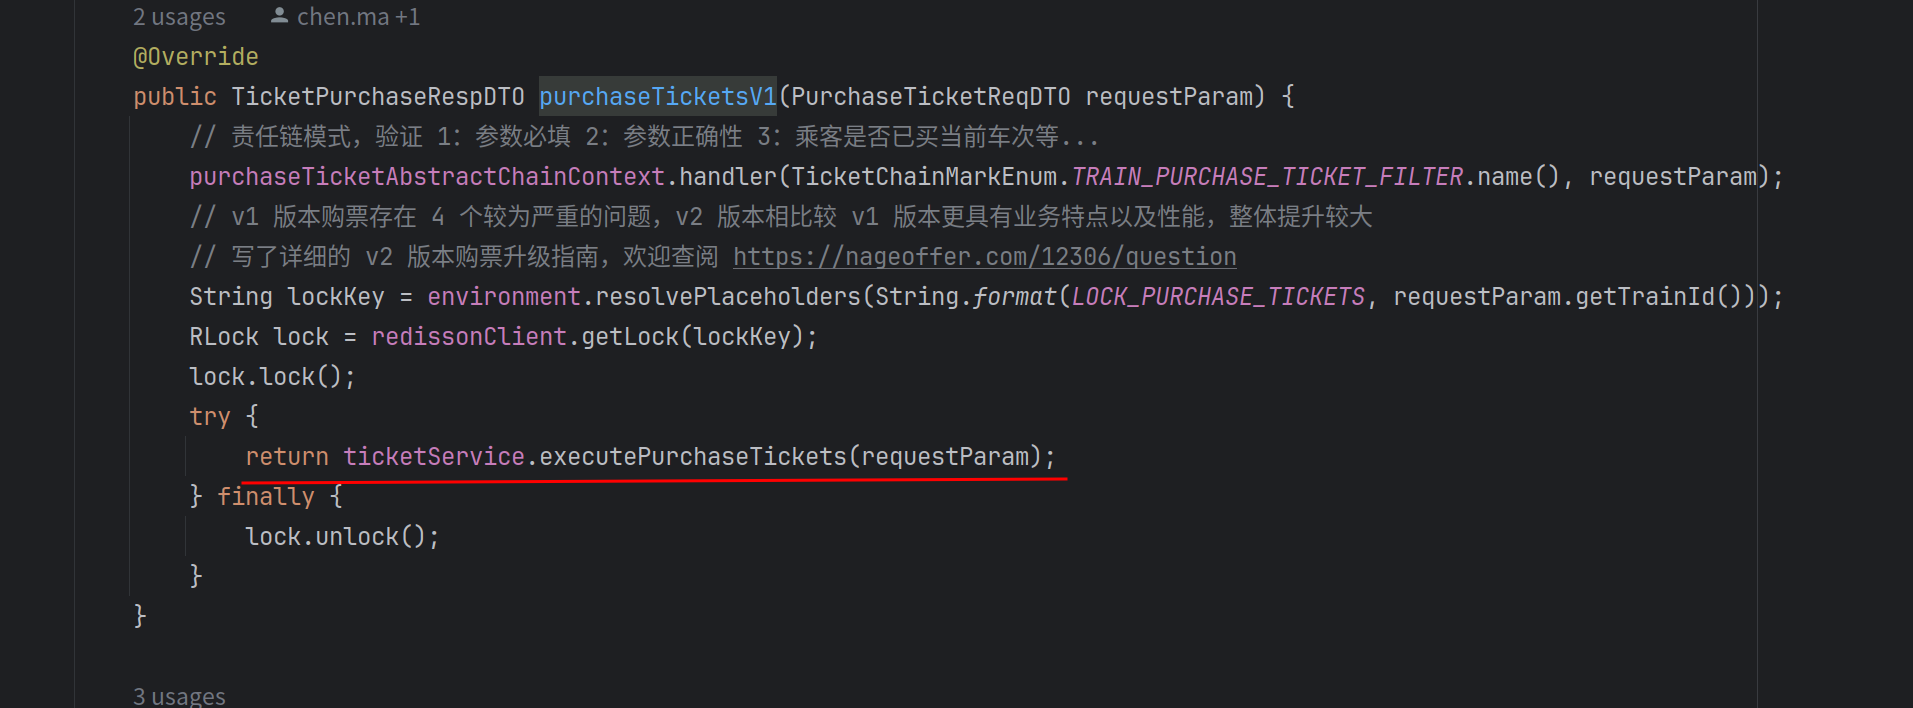 2 usages chen.ma +1
@Override
public TicketPurchaseRespDTO purchaseTicketsV1(PurchaseTicketReqDTO requestParam) {
// 责任链模式，验证 1：参数必填 2：参数正确性 3：乘客是否已买当前车次等...
purchaseTicketAbstractChainContext.handler(TicketChainMarkEnum.TRAIN_PURCHASE_TICKET_FILTER.name(), requestParam);
// v1 版本购票存在 4 个较为严重的问题，v2 版本相比较 v1 版本更具有业务特点以及性能，整体提升较大
// 写了详细的 v2 版本购票升级指南，欢迎查阅 https://nageoffer.com/12306/question
String lockKey = environment.resolvePlaceholders(String.format(LOCK_PURCHASE_TICKETS, requestParam.getTrainId()));
RLock lock = redissonClient.getLock(lockKey);
lock.lock();
try {
return ticketService.executePurchaseTickets(requestParam);
} finally {
lock.unlock();
}
}
3 usages